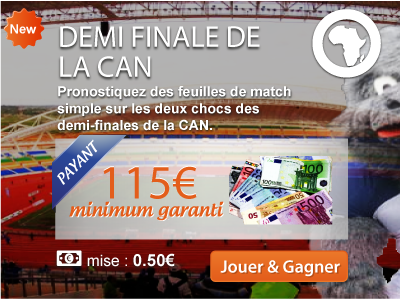 New
DEMI FINALE DE
LA CAN
Pronostiquez des feuilles de match
simple sur les deux chocs des
demi-finales de la CAN.
PAYANT
115€
minimum garanti
mise : 0.50€
Jouer & Gagner